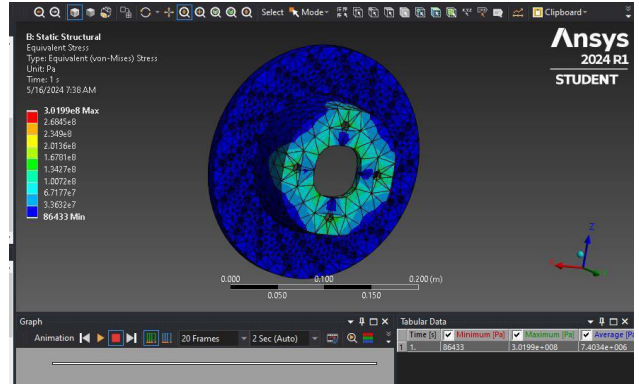 Select Mode Clipboard
B: Static Structural
Equivalent Stress
Type: Equivalent (von-Mises) Stress
Unit: Pa
Time: 1 s
5/16/2024 7:38 AM
3.0199e8 Max
2.6845e8
2.349e8
2.0136e8
1.6781e8
1.3427e8
1.0072e8
6.7177e7
3.3632e7
86433 Min
Ansys
2024 R1
STUDENT
Z
0.000 0.100 0.200 (m)
0.050 0.150
Graph
Animation 20 Frames 2 Sec (Auto)
Tabular Data
Time [s] Minimum [Pa] Maximum [Pa] Average [Pa
1 1. 86433 3.0199e+008 7.4034e+006